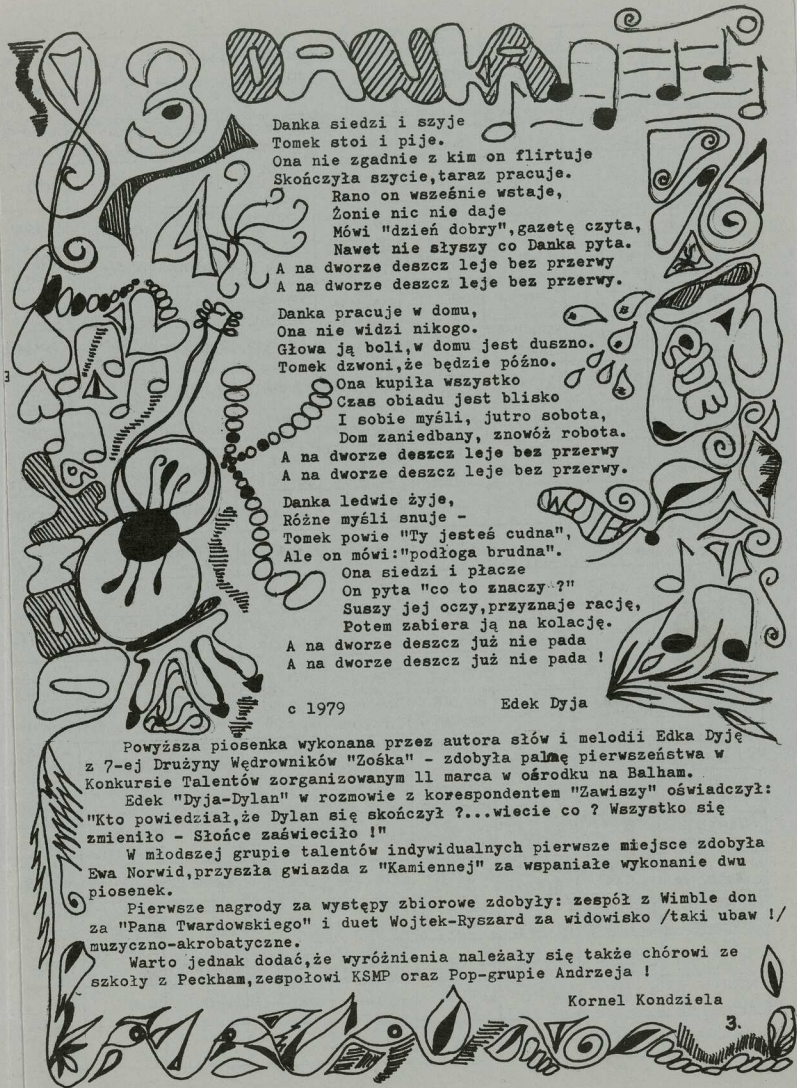 DANKA
Danka siedzi i szyje
Tomek stoi i pije.
Ona nie zgadnie z kim on flirtuje
Skończyła szycie,taraz pracuje.
Rano on wsześnie wstaje,
Żonie nic nie daje
Mówi "dzień dobry",gazetę czyta,
Nawet nie słyszy co Danka pyta.
A na dworze deszcz leje bez przerwy
A na dworze deszcz leje bez przerwy.
Danka pracuje w domu,
Ona nie widzi nikogo.
Głowa ją boli,w domu jest duszno.
Tomek dzwoni,że będzie późno.
Ona kupiła wszystko
Czas obiadu jest blisko
I sobie myśli, jutro sobota,
Dom zaniedbany, znowóż robota.
A na dworze deszcz leje bez przerwy
A na dworze deszcz leje bez przerwy.
WOJTEK
Danka ledwie żyje,
Różne myśli snuje -
Tomek powie "Ty jesteś cudna",
Ale on mówi:"podłoga brudna".
Ona siedzi i płacze
On pyta "co to znaczy ?"
Suszy jej oczy,przyznaje rację,
Potem zabiera ją na kolację.
A na dworze deszcz już nie pada
A na dworze deszcz już nie pada !
c 1979 Edek Dyja
Powyższa piosenka wykonana przez autora słów i melodii Edka Dyję
z 7-ej Drużyny Wędrowników "Zośka" - zdobyła palmę pierwszeństwa w
Konkursie Talentów zorganizowanym 11 marca w ośrodku na Balham.
Edek "Dyja-Dylan" w rozmowie z korespondentem "Zawiszy" oświadczył:
"Kto powiedział,że Dylan się skończył ?...wiecie co ? Wszystko się
zmieniło - Słońce zaświeciło !"
W młodszej grupie talentów indywidualnych pierwsze miejsce zdobyła
Ewa Norwid,przyszła gwiazda z "Kamiennej" za wspaniałe wykonanie dwu
piosenek.
Pierwsze nagrody za występy zbiorowe zdobyły: zespół z Wimble don
za "Pana Twardowskiego" i duet Wojtek-Ryszard za widowisko /taki ubaw !/
muzyczno-akrobatyczne.
Warto jednak dodać,że wyróżnienia należały się także chórowi ze
szkoły z Peckham,zespołowi KSMP oraz Pop-grupie Andrzeja !
Kornel Kondziela
3.